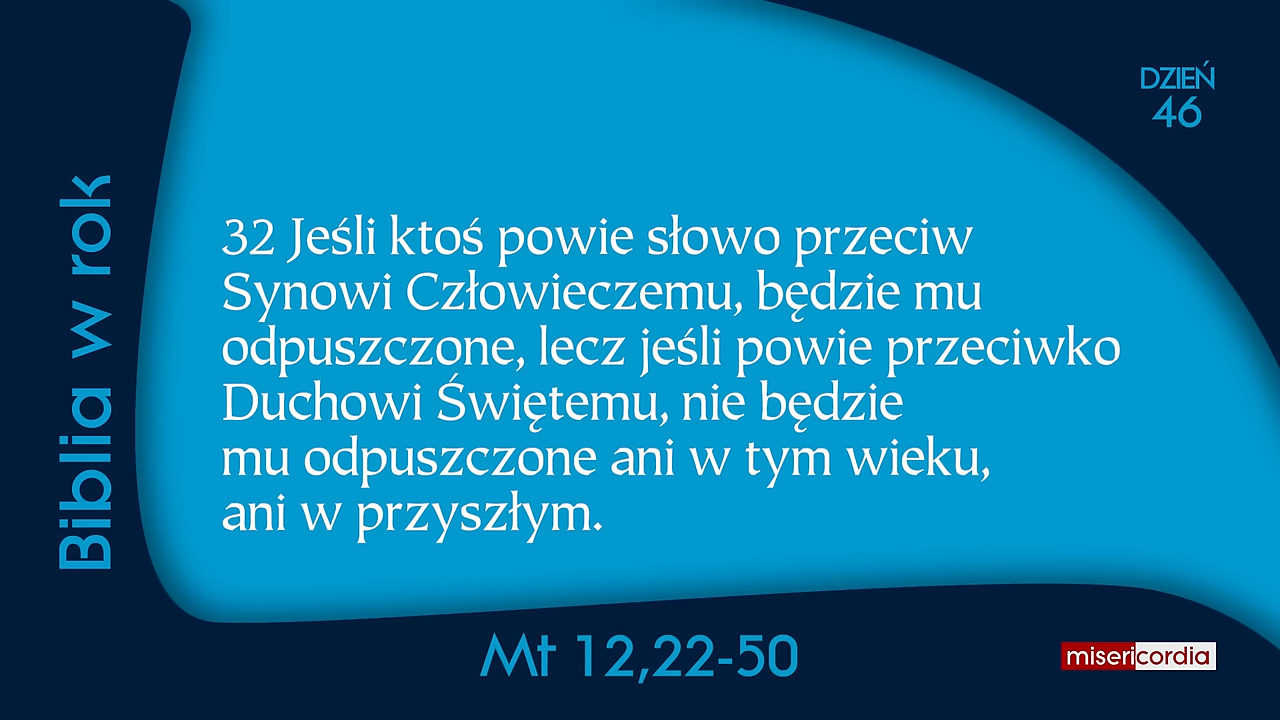 DZIEŃ
46
Biblia w rok
32 Jeśli ktoś powie słowo przeciw
Synowi Człowieczemu, będzie mu
odpuszczone, lecz jeśli powie przeciwko
Duchowi Świętemu, nie będzie
mu odpuszczone ani w tym wieku,
ani w przyszłym.
Mt 12,22-50
misericordia